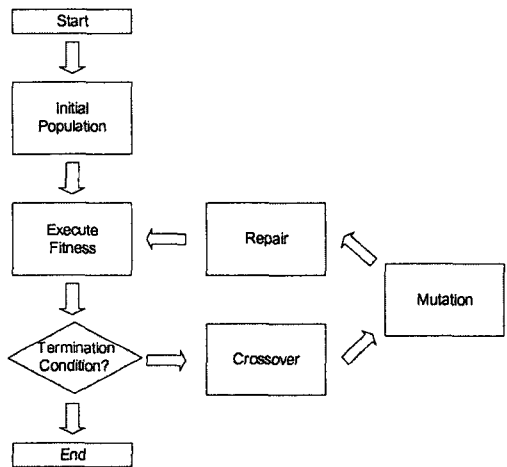 Start
Initial
Population
Execute
Fitness
Repair
Mutation
Termination
Condition?
Crossover
End